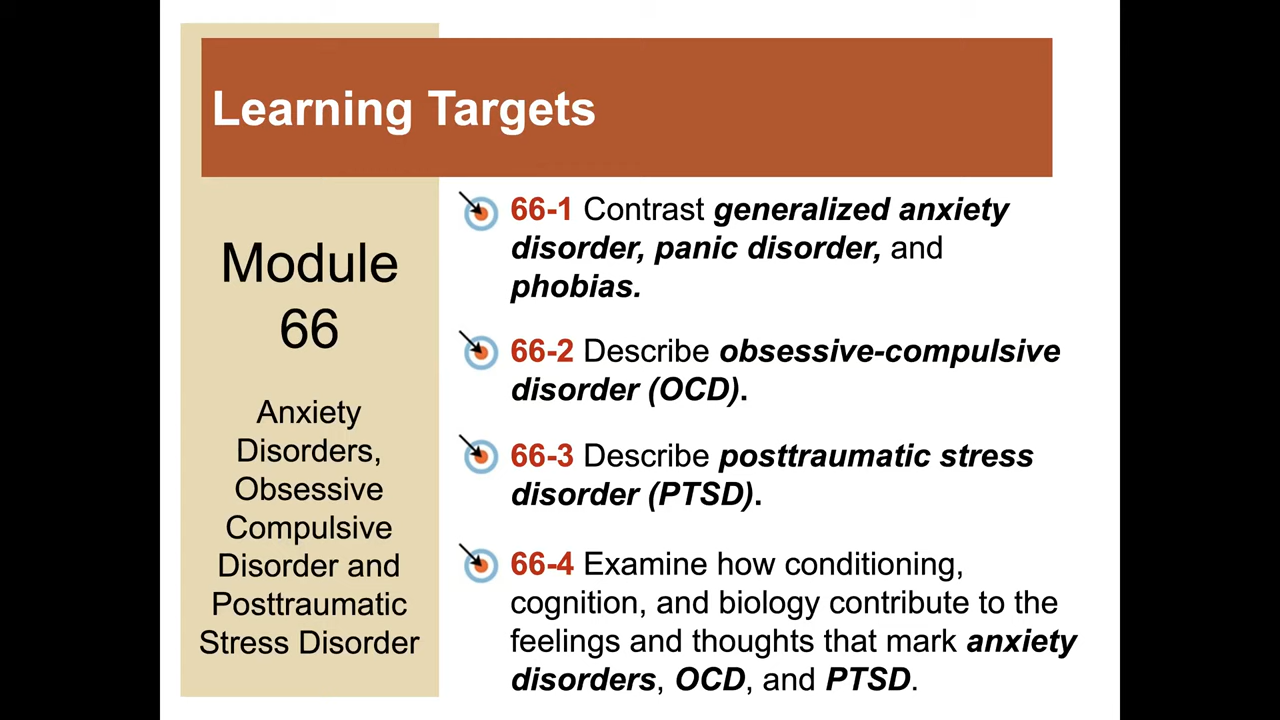 Learning Targets
Module
66
Anxiety
Disorders,
Obsessive
Compulsive
Disorder and
Posttraumatic
Stress Disorder
66-1 Contrast generalized anxiety
disorder, panic disorder, and
phobias.
66-2 Describe obsessive-compulsive
disorder (OCD).
66-3 Describe posttraumatic stress
disorder (PTSD).
66-4 Examine how conditioning,
cognition, and biology contribute to the
feelings and thoughts that mark anxiety
disorders, OCD, and PTSD.